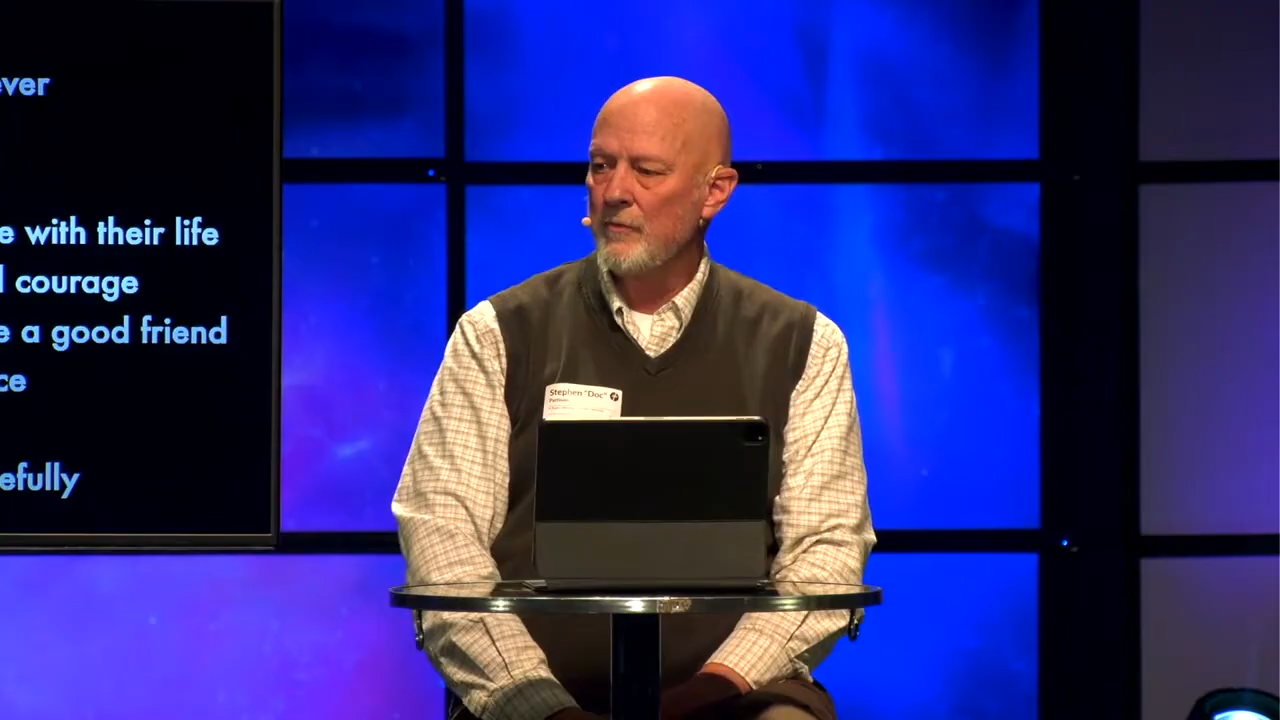 ever
e with their life
d courage
e a good friend
ce
efully
Stephen "Doc"